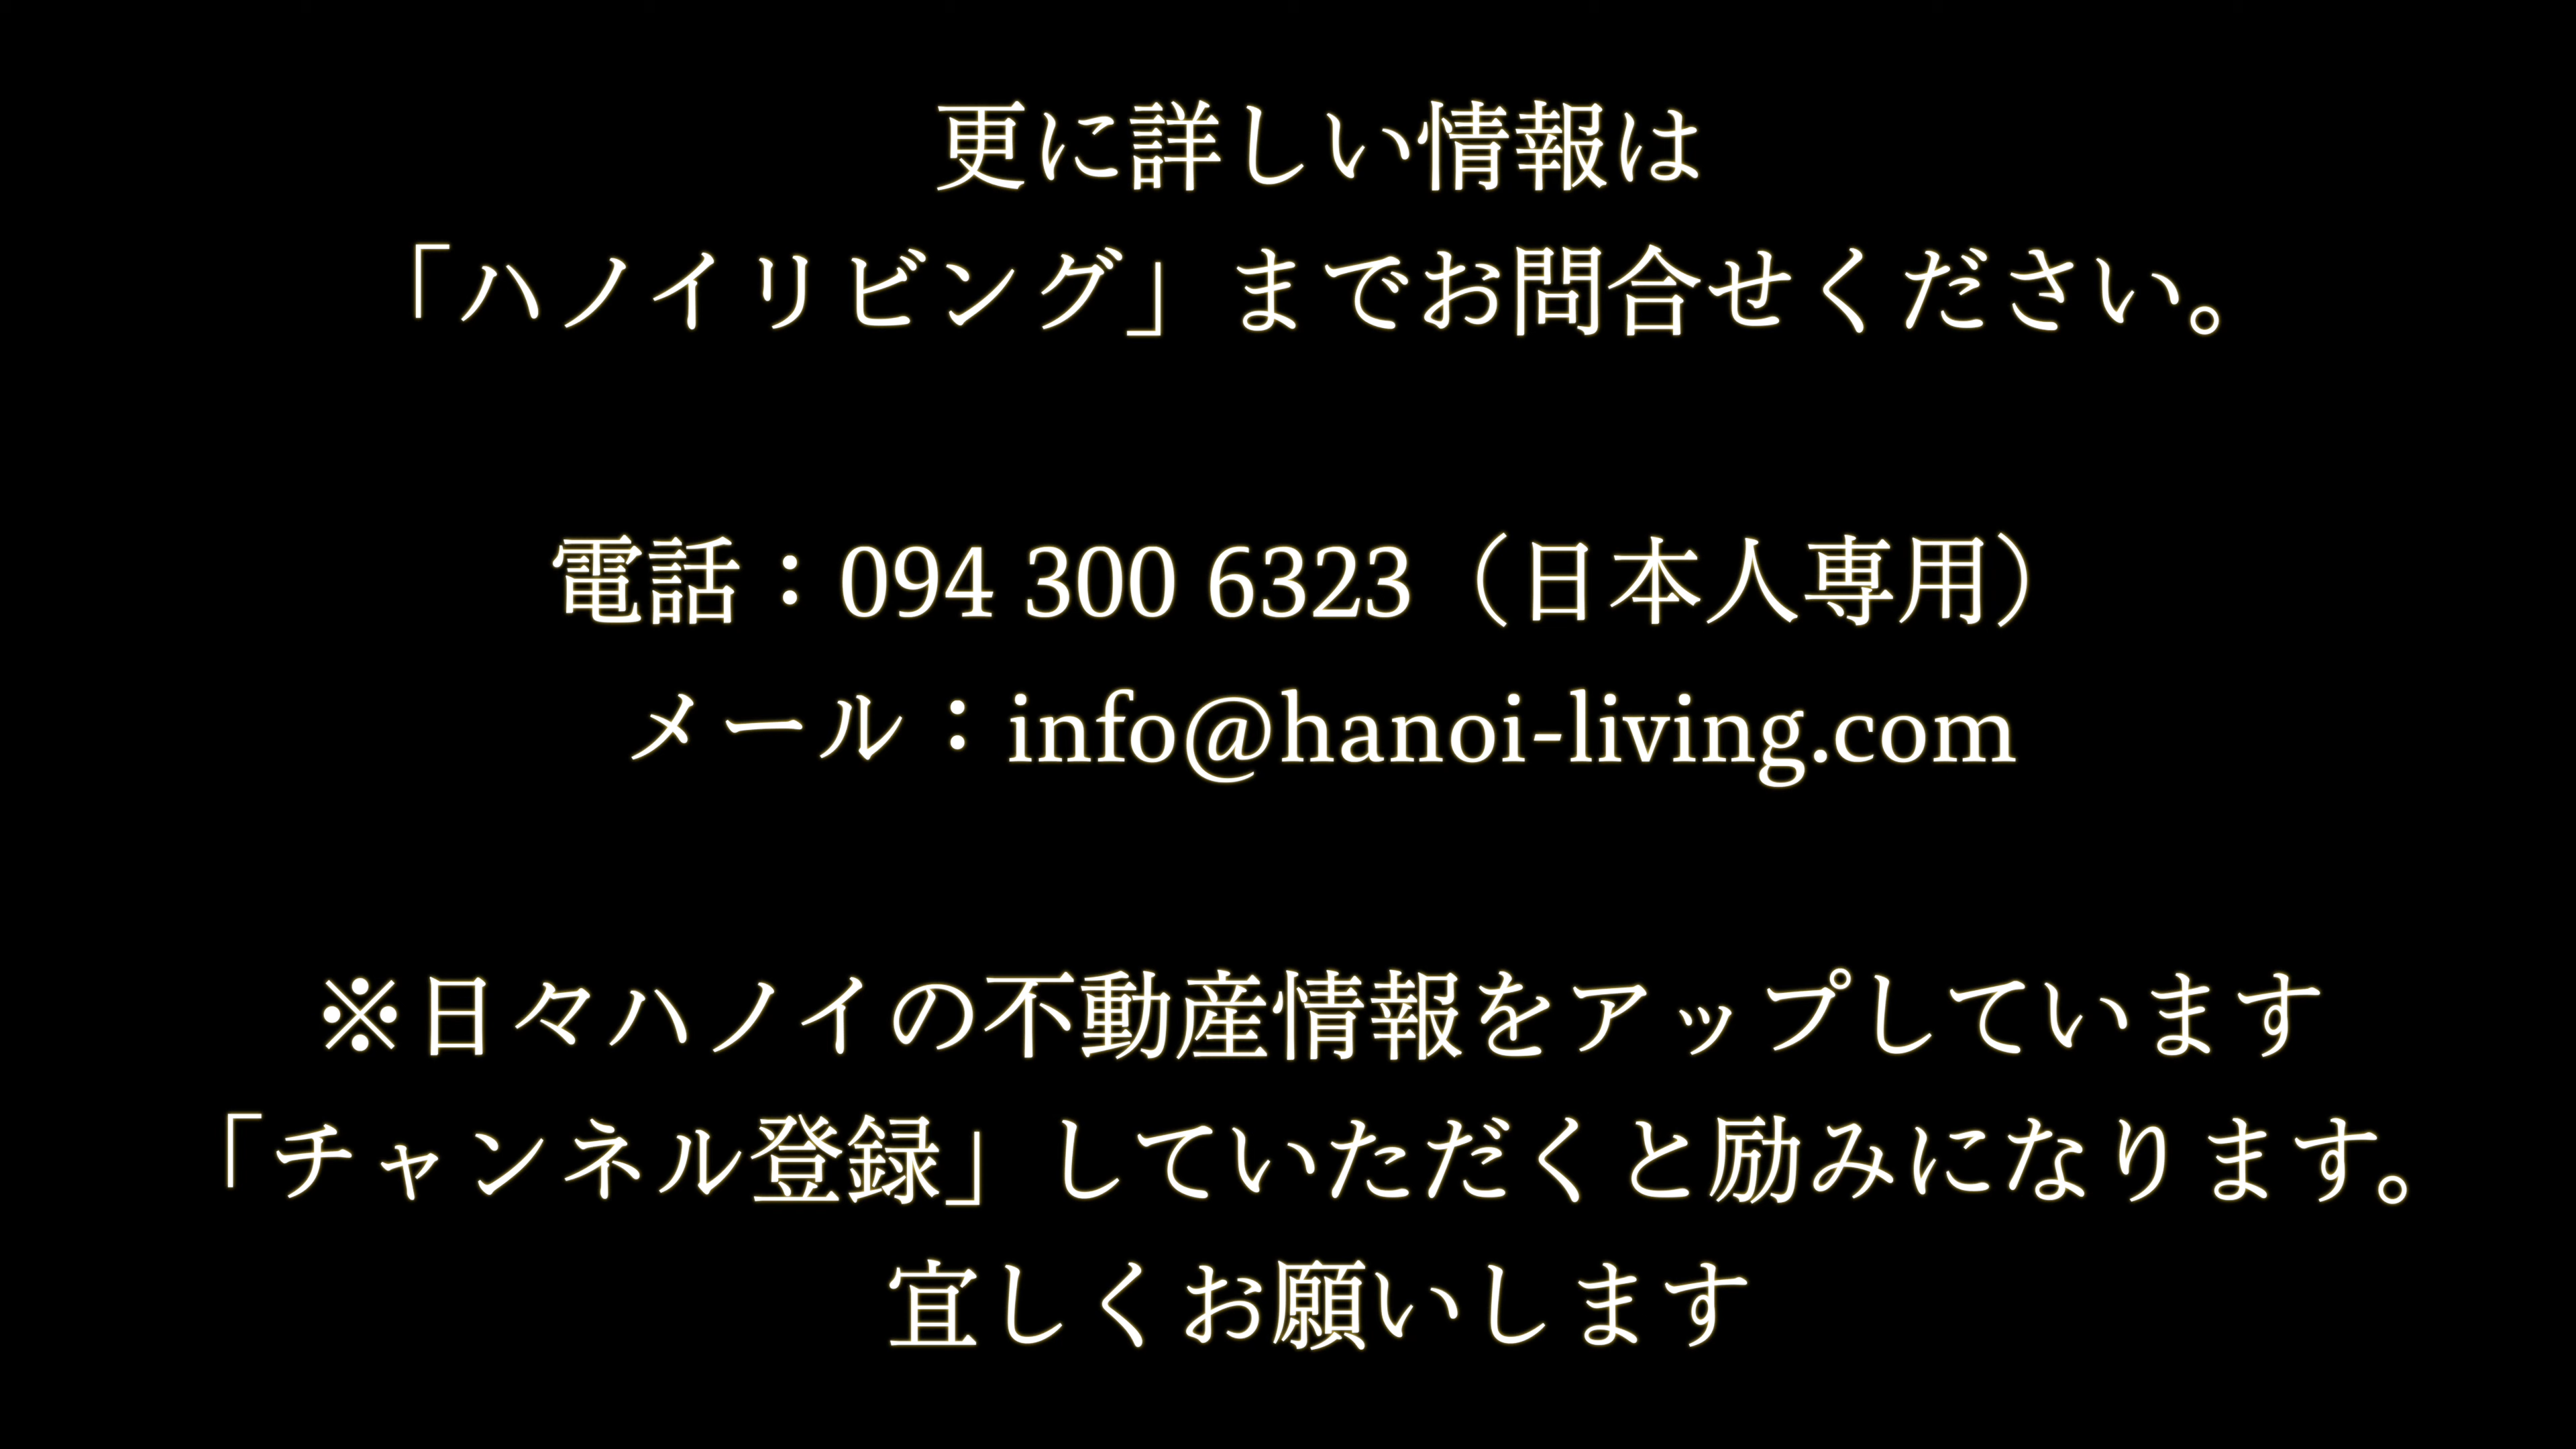 更に詳しい情報は
「ハノイリビング」までお問合せください。
電話：094 300 6323（日本人専用）
メール：info@hanoi-living.com
※日々ハノイの不動産情報をアップしています
「チャンネル登録」していただくと励みになります。
宜しくお願いします